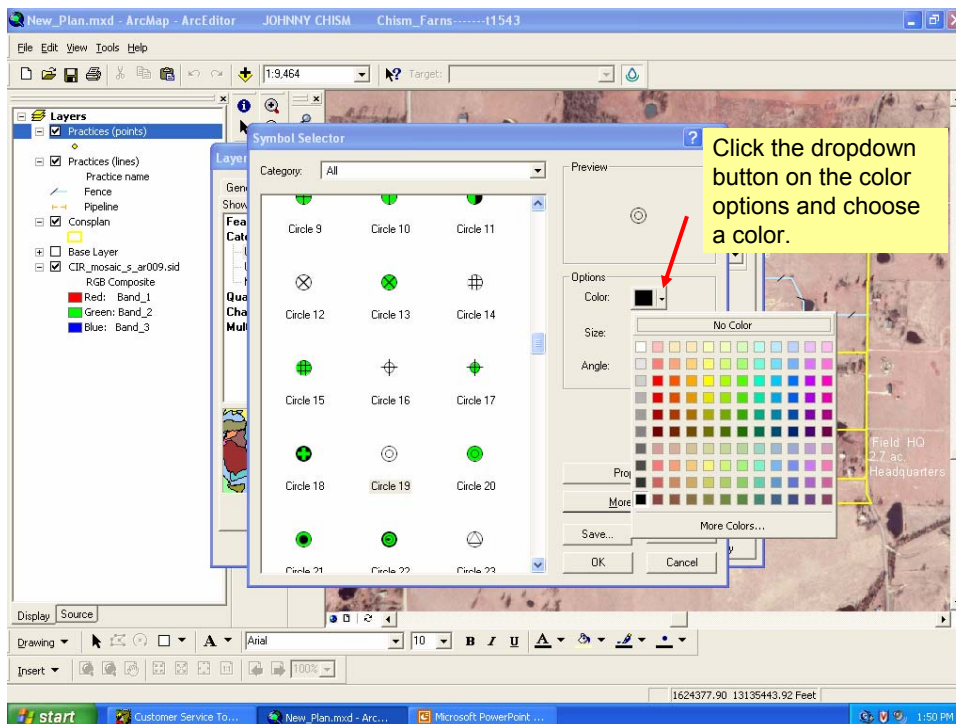 New_Plan.mxd - ArcMap - ArcEditor JOHNNY CHISM Chism_Farns-------t1543
File Edit View Tools Help
1:9,464 Target:
Layers
Practices (points)
Practices (lines)
Practice name
Fence
Pipeline
Consplan
Base Layer
CIR_mosaic_s_ar009.sid
RGB Composite
Red: Band_1
Green: Band_2
Blue: Band_3
Display Source
Symbol Selector
Category: All
Circle 9 Circle 10 Circle 11
Circle 12 Circle 13 Circle 14
Circle 15 Circle 16 Circle 17
Circle 18 Circle 19 Circle 20
Circle 21 Circle 22 Circle 23
Preview
Options
Color:
Size:
Angle:
No Color
More Colors...
More
Save...
OK Cancel
Click the dropdown
button on the color
options and choose
a color.
Field HQ
2.7 ac.
Headquarters
Drawing A Arial 10 B I U A
Insert 100%
1624377.90 13135443.92 Feet
start Customer Service To... New_Plan.mxd - Arc... Microsoft PowerPoint ... 1:50 PM